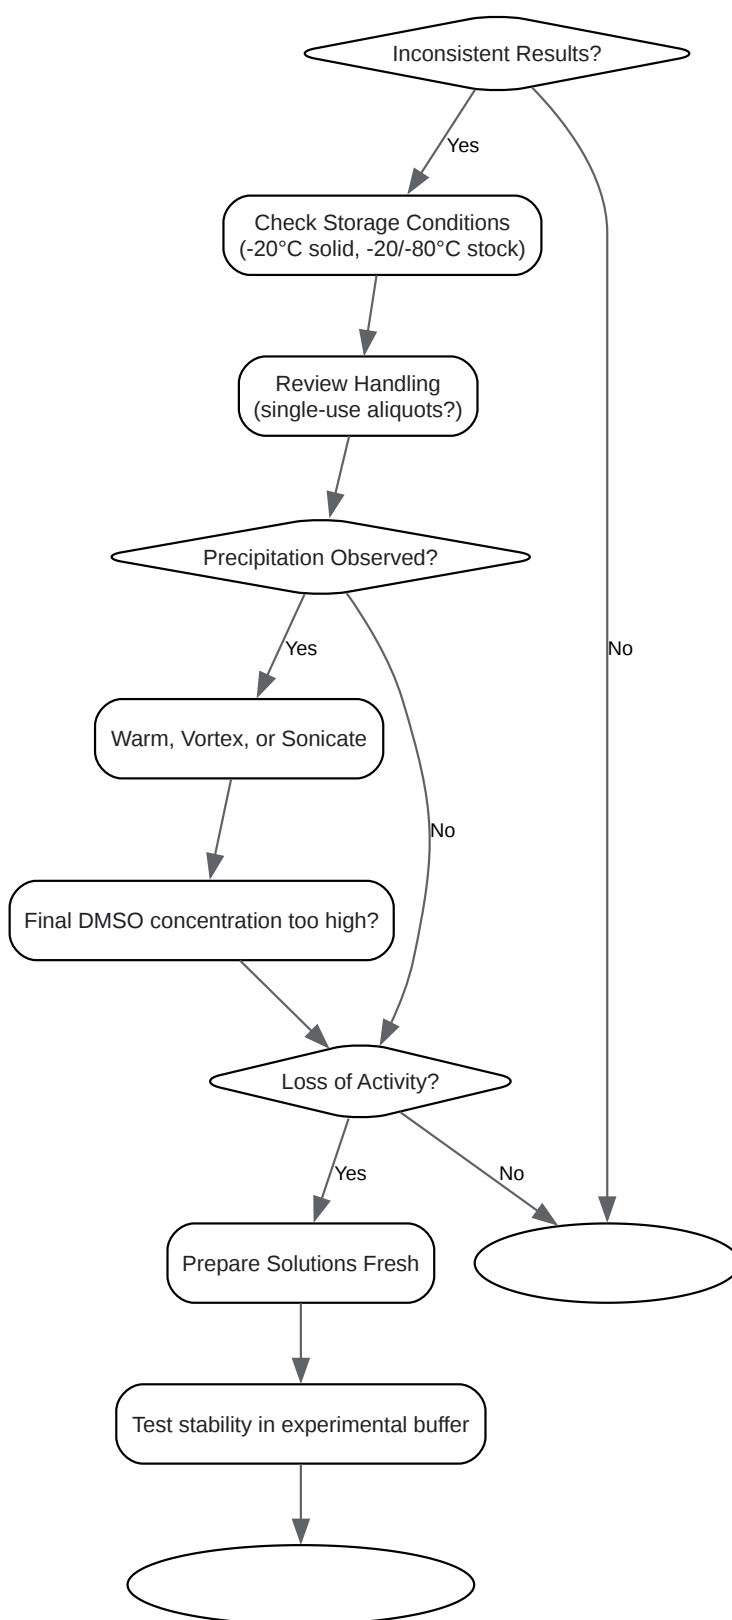 Inconsistent Results?
Yes
Check Storage Conditions
(-20°C solid, -20/-80°C stock)
Review Handling
(single-use aliquots?)
Precipitation Observed?
Yes
No
Warm, Vortex, or Sonicate
No
Final DMSO concentration too high?
Loss of Activity?
Yes
No
Prepare Solutions Fresh
Test stability in experimental buffer